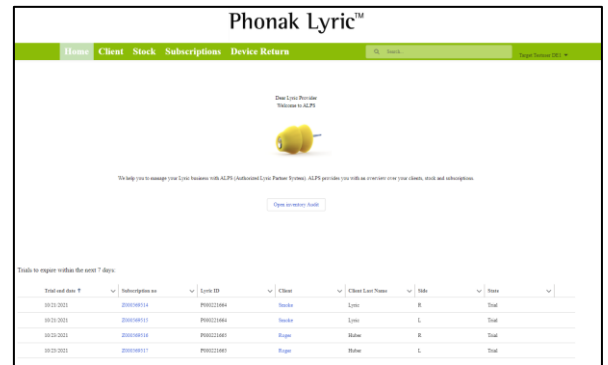 Phonak Lyric™
Home Client Stock Subscriptions Device Return Search...
Dear Lyric Provider
Welcome to ALPS
We help you to manage your Lyric business with ALPS (Authorized Lyric Partner System). ALPS provides you with an overview over your clients, stock and subscriptions.
Open inventory Audit
Trials to expire within the next 7 days:
Trial end date ↑ Subscription no Lyric ID Client Client Last Name Side State
10/21/2021 Lyric R Trial
10/21/2021 Lyric L Trial
10/23/2021 Roger Huber R Trial
10/23/2021 Roger Huber L Trial